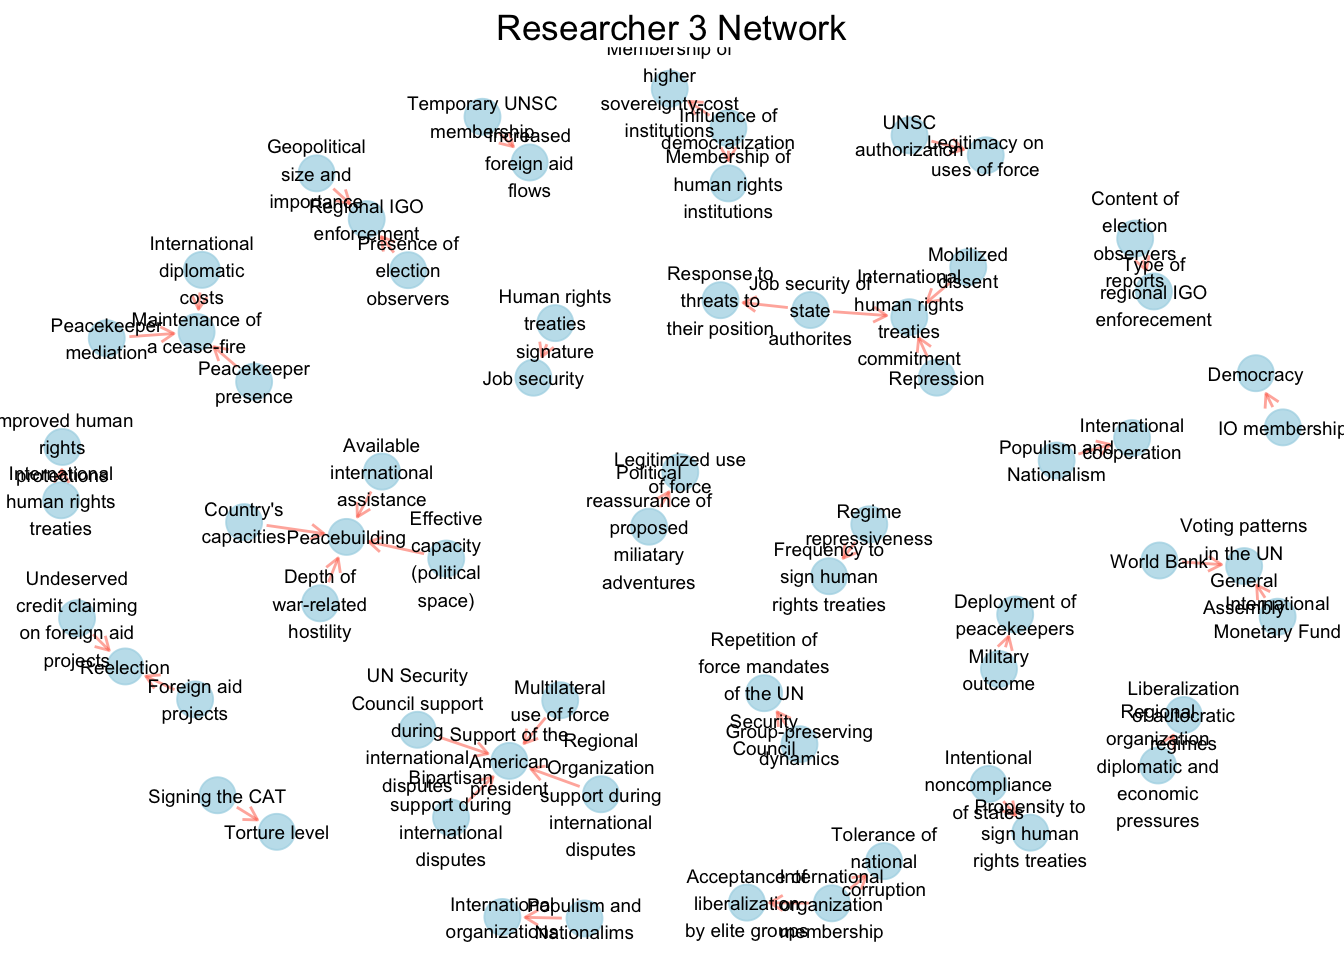 Researcher 3 Network
Membership of
higher
sovereignty-cost
institutions
Influence of
democratization
Membership of
human rights
institutions
Temporary UNSC
membership
Increased
foreign aid
flows
UNSC
authorization
Legitimacy on
uses of force
Geopolitical
size and
importance
Regional IGO
enforcement
Presence of
election
observers
Content of
election
observers
reports
Type of
regional IGO
enforecement
International
diplomatic
costs
Peacekeeper
mediation
Maintenance of
a cease-fire
Peacekeeper
presence
Human rights
treaties
signature
Job security
Response to
threats to
their position
Job security of
state
authorites
International
human rights
treaties
commitment
Mobilized
dissent
Repression
Democracy
IO membership
mproved human
rights
protections
International
human rights
treaties
Available
international
assistance
Country's
capacities
Peacebuilding
Effective
capacity
(political
space)
Depth of
war-related
hostility
Legitimized use
of force
Political
reassurance of
proposed
miliatary
adventures
Populism and
Nationalism
International
cooperation
Regime
repressiveness
Frequency to
sign human
rights treaties
World Bank
Voting patterns
in the UN
General
Assembly
International
Monetary Fund
Undeserved
credit claiming
on foreign aid
projects
Reelection
Foreign aid
projects
Deployment of
peacekeepers
Military
outcome
Repetition of
force mandates
of the UN
Security
Council
Group-preserving
dynamics
UN Security
Council support
during
international
disputes
Multilateral
use of force
Support of the
American
president
Regional
Organization
support during
international
disputes
Bipartisan
support during
international
disputes
Liberalization
of autocratic
regimes
Regional
organization
diplomatic and
economic
pressures
Signing the CAT
Torture level
Intentional
noncompliance
of states
Propensity to
sign human
rights treaties
Tolerance of
national
corruption
Acceptance of
liberalization
by elite groups
International
organization
membership
International
organizations
Populism and
Nationalims